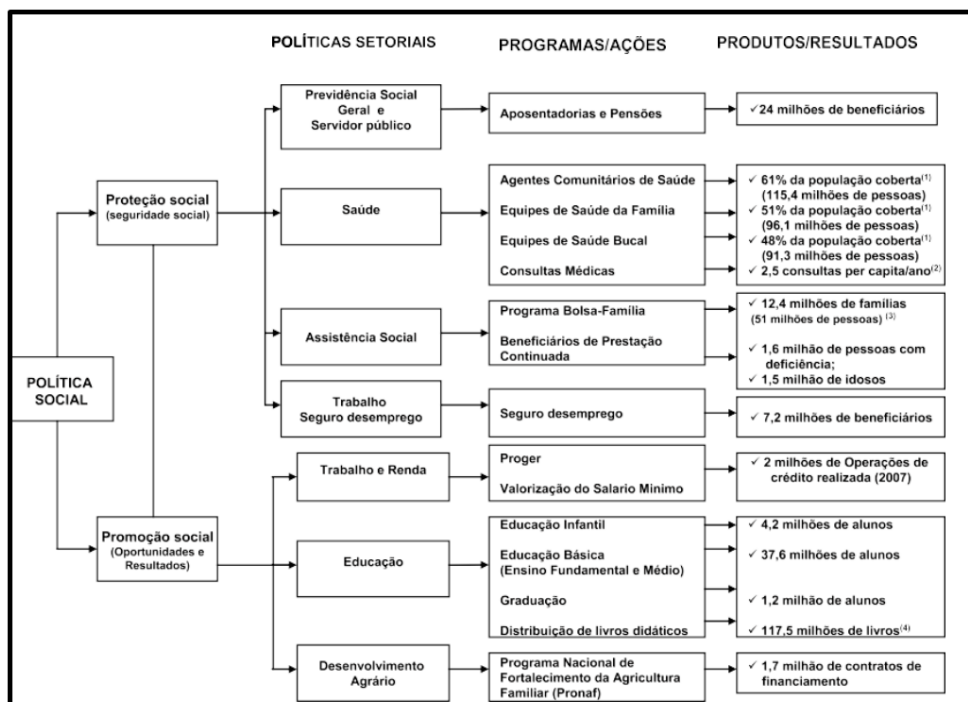 POLÍTICAS SETORIAIS
PROGRAMAS/AÇÕES
PRODUTOS/RESULTADOS
POLÍTICA
SOCIAL
Proteção social
(seguridade social)
Previdência Social
Geral e
Servidor público
Aposentadorias e Pensões
✓24 milhões de beneficiários
Saúde
Agentes Comunitários de Saúde
✓ 61% da população coberta(1)
(115,4 milhões de pessoas)
Equipes de Saúde da Família
✓ 51% da população coberta(1)
(96,1 milhões de pessoas)
Equipes de Saúde Bucal
✓ 48% da população coberta(1)
(91,3 milhões de pessoas)
Consultas Médicas
✓ 2,5 consultas per capita/ano(2)
Assistência Social
Programa Bolsa-Família
✓ 12,4 milhões de famílias
(51 milhões de pessoas) (3)
Beneficiários de Prestação
Continuada
✓ 1,6 milhão de pessoas com
deficiência;
✓ 1,5 milhão de idosos
Trabalho
Seguro desemprego
Seguro desemprego
✓ 7,2 milhões de beneficiários
Promoção social
(Oportunidades e
Resultados)
Trabalho e Renda
Proger
Valorização do Salario Minimo
✓ 2 milhões de Operações de
crédito realizada (2007)
Educação
Educação Infantil
✓ 4,2 milhões de alunos
Educação Básica
(Ensino Fundamental e Médio)
✓ 37,6 milhões de alunos
Graduação
✓ 1,2 milhão de alunos
Distribuição de livros didáticos
✓ 117,5 milhões de livros(4)
Desenvolvimento
Agrário
Programa Nacional de
Fortalecimento da Agricultura
Familiar (Pronaf)
✓ 1,7 milhão de contratos de
financiamento